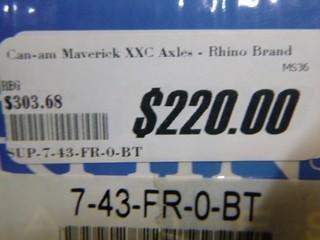 Can-am Maverick XXC Axles - Rhino Brand
MS36
REG
$303.68
$220.00
SUP-7-43-FR-0-BT
7-43-FR-0-BT